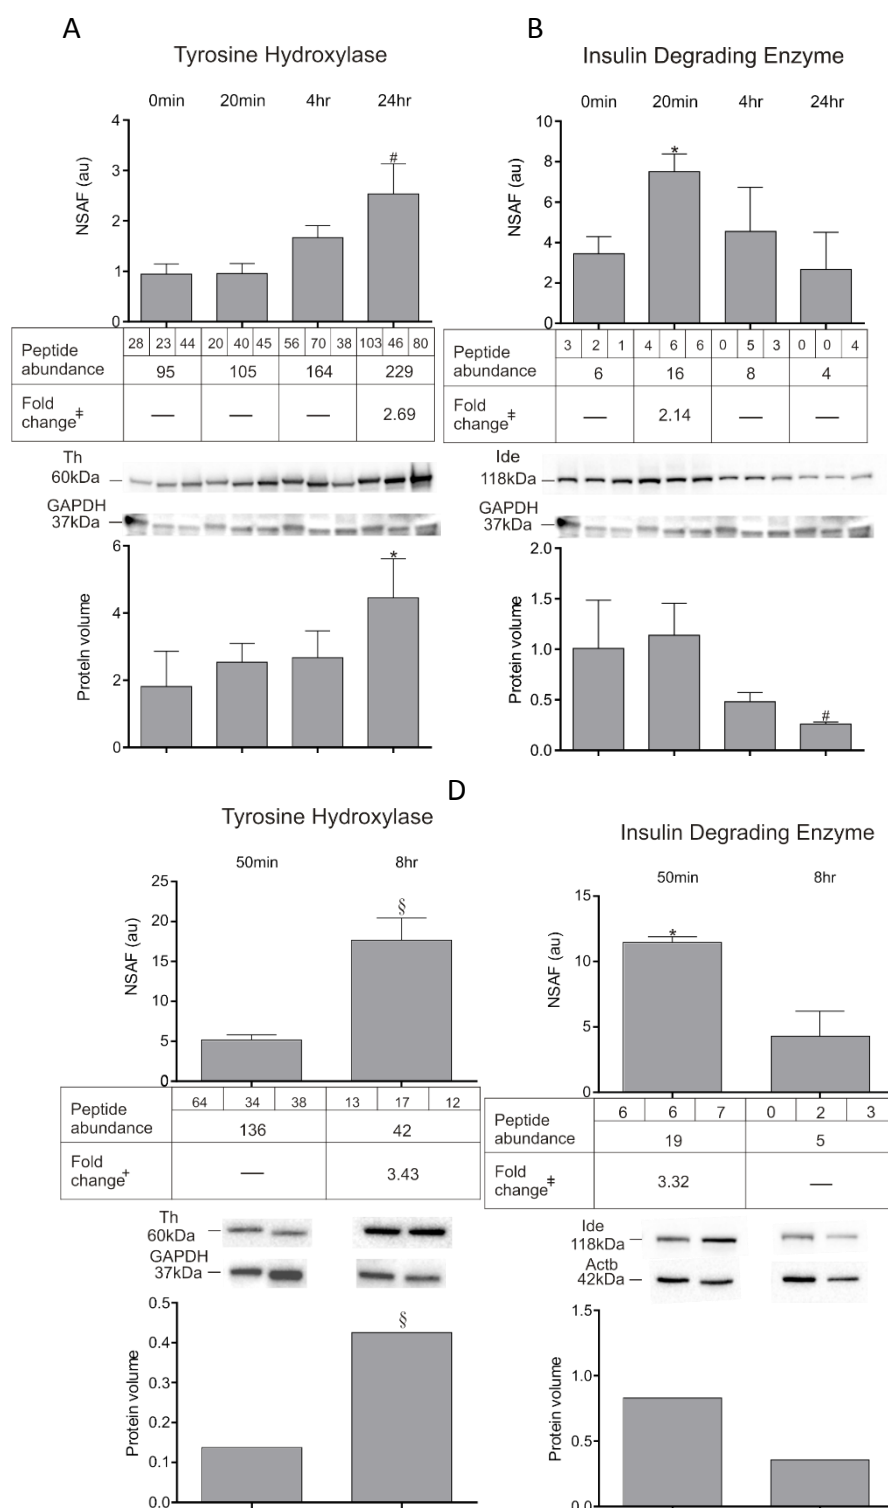 A
Tyrosine Hydroxylase
0min 20min 4hr 24hr
NSAF (au)
4
3
2
1
0
#
Peptide abundance
28 23 44 20 40 45 56 70 38 103 46 80
95 105 164 229
Fold change‡
— — — 2.69
Th
60kDa
GAPDH
37kDa
Protein volume
6
4
2
0
*
B
Insulin Degrading Enzyme
0min 20min 4hr 24hr
NSAF (au)
10
8
6
4
2
0
*
Peptide abundance
3 2 1 4 6 6 0 5 3 0 0 4
6 16 8 4
Fold change‡
— 2.14 — —
Ide
118kDa
GAPDH
37kDa
Protein volume
2.0
1.5
1.0
0.5
0.0
#
Tyrosine Hydroxylase
50min 8hr
NSAF (au)
25
20
15
10
5
0
§
Peptide abundance
64 34 38 13 17 12
136 42
Fold change+
— 3.43
Th
60kDa
GAPDH
37kDa
Protein volume
0.5
0.4
0.3
0.2
0.1
0.0
§
D
Insulin Degrading Enzyme
50min 8hr
NSAF (au)
15
10
5
0
*
Peptide abundance
6 6 7 0 2 3
19 5
Fold change‡
3.32 —
Ide
118kDa
Actb
42kDa
Protein volume
1.5
1.0
0.5
0.0